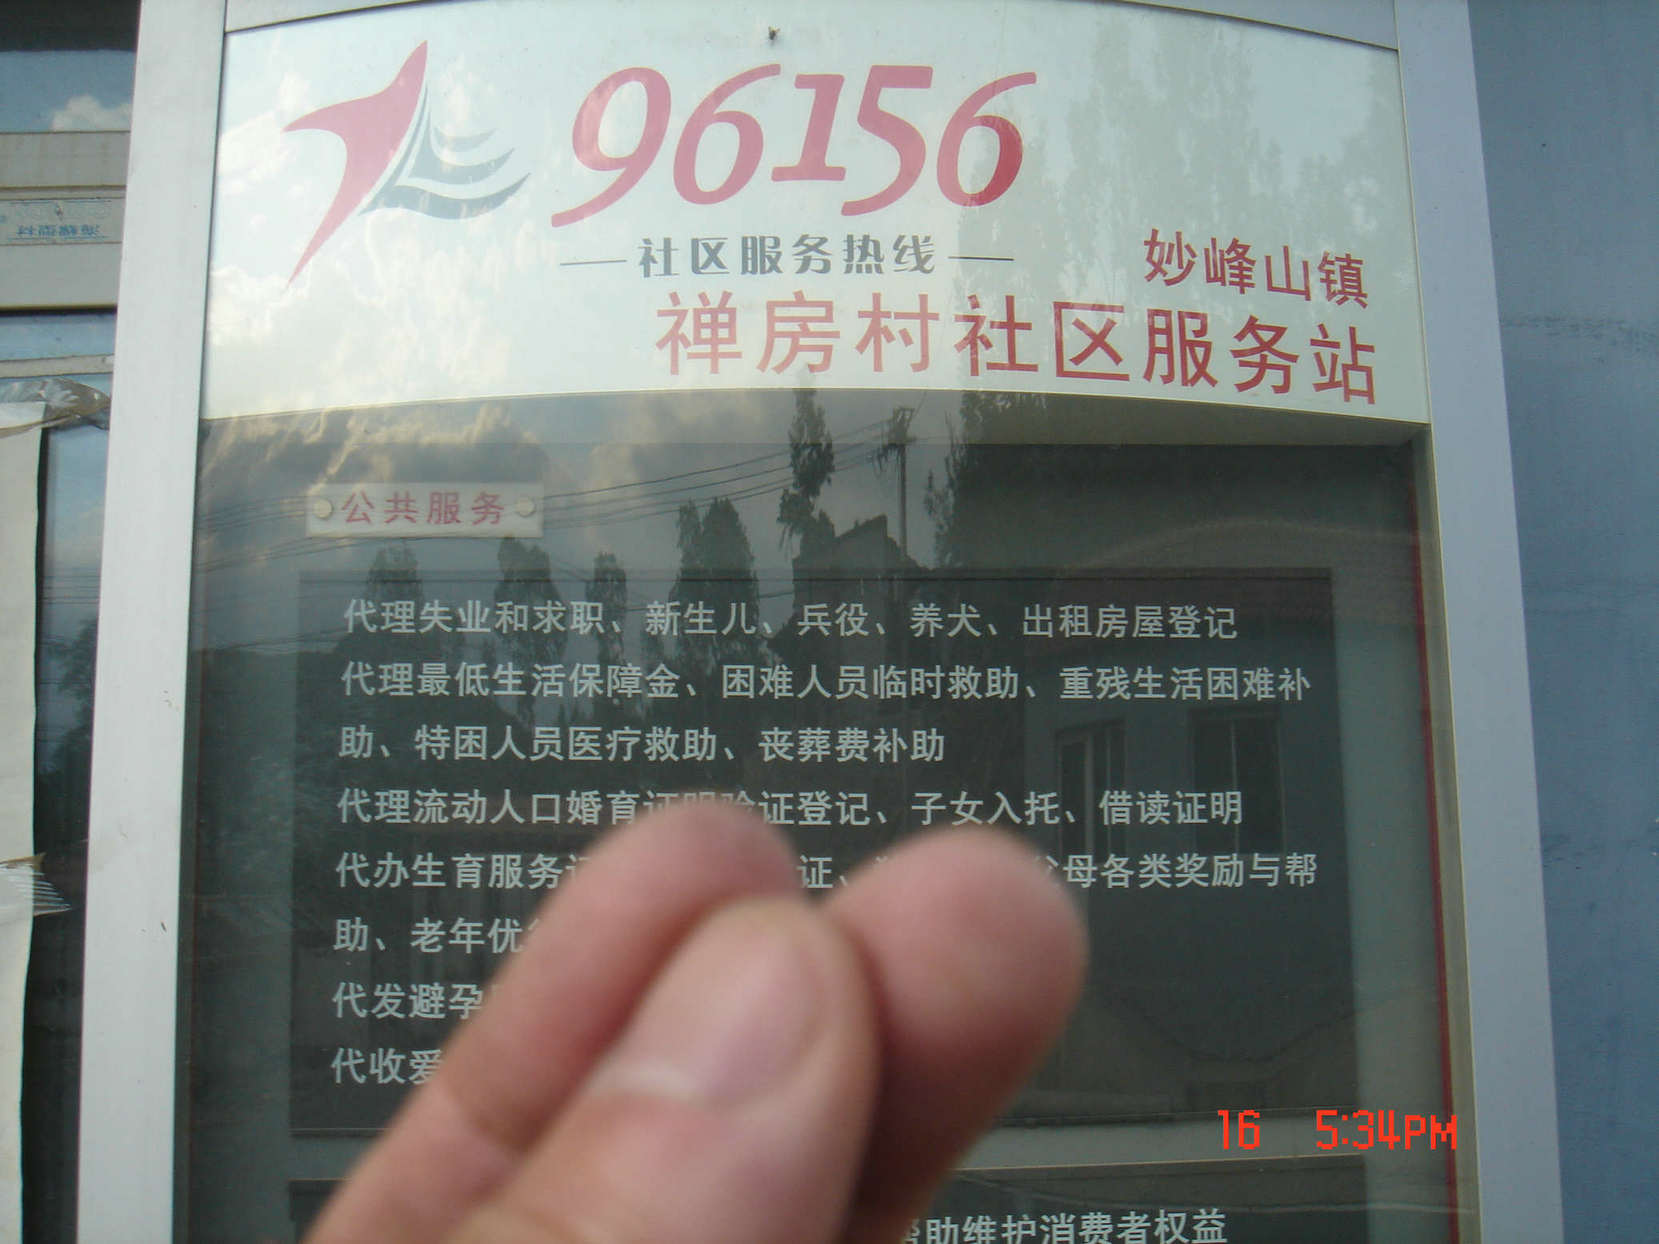 96156
社区服务热线
妙峰山镇
禅房村社区服务站
公共服务
代理失业和求职、新生儿、兵役、养犬、出租房屋登记
代理最低生活保障金、困难人员临时救助、重残生活困难补
助、特困人员医疗救助、丧葬费补助
代理流动人口婚育证明验证登记、子女入托、借读证明
代办生育服务证 证、 父母各类奖励与帮
助、老年优
代发避孕
代收爱
帮助维护消费者权益
16 5:34PM